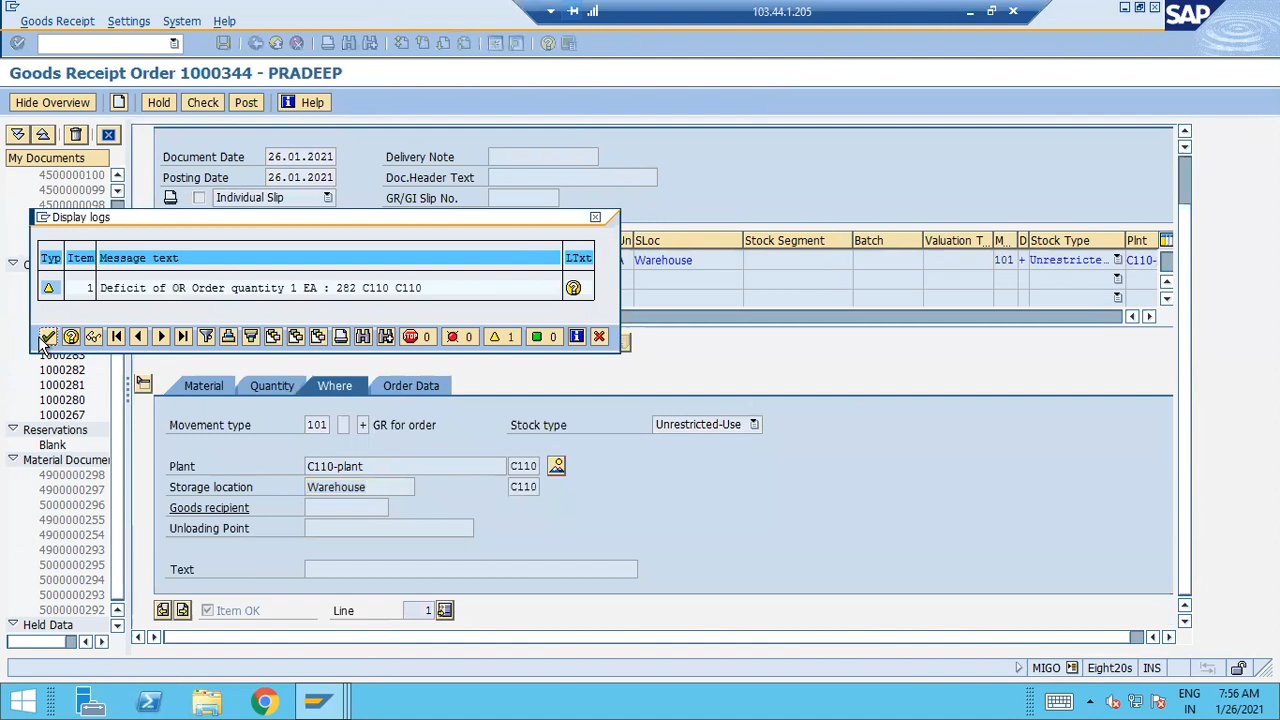 Goods Receipt Settings System Help
103.44.1.205
SAP
Goods Receipt Order 1000344 - PRADEEP
Hide Overview Hold Check Post Help
My Documents
4500000100
4500000099
4500000098
Document Date 26.01.2021 Delivery Note
Posting Date 26.01.2021 Doc.Header Text
Individual Slip GR/GI Slip No.
Display logs
Typ Item Message text LTxt
1 Deficit of OR Order quantity 1 EA : 282 C110 C110
0 0 1 0
Un SLoc Stock Segment Batch Valuation T... M... D Stock Type Plnt
Warehouse 101 + Unrestricte... C110-
1000283
1000282
1000281
1000280
1000267
Reservations
Blank
Material Documen
4900000298
4900000297
5000000296
4900000255
4900000254
4900000293
5000000295
5000000293
5000000292
Held Data
Material Quantity Where Order Data
Movement type 101 + GR for order Stock type Unrestricted-Use
Plant C110-plant C110
Storage location Warehouse C110
Goods recipient
Unloading Point
Text
Item OK Line 1
MIGO Eight20s INS
ENG 7:56 AM
IN 1/26/2021